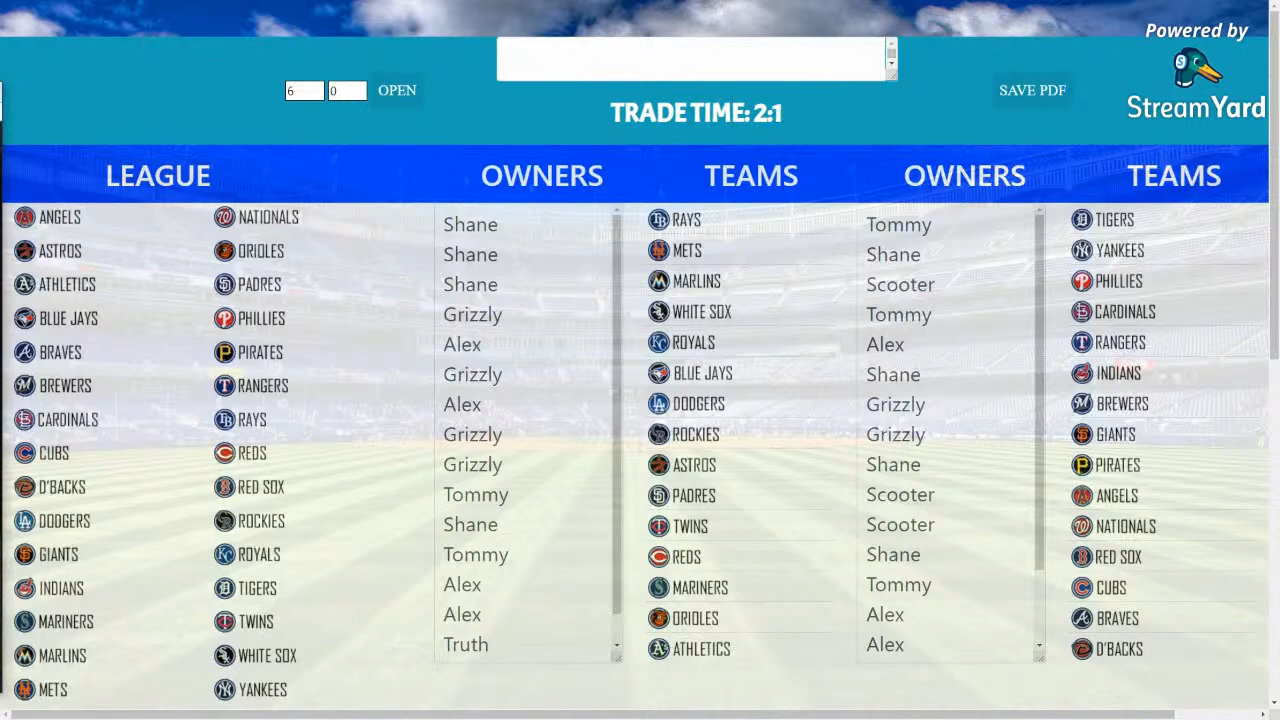 Powered by
StreamYard
6 0 OPEN
SAVE PDF
TRADE TIME: 2:1
LEAGUE OWNERS TEAMS OWNERS TEAMS
ANGELS NATIONALS
ASTROS ORIOLES
ATHLETICS PADRES
BLUE JAYS PHILLIES
BRAVES PIRATES
BREWERS RANGERS
CARDINALS RAYS
CUBS REDS
D'BACKS RED SOX
DODGERS ROCKIES
GIANTS ROYALS
INDIANS TIGERS
MARINERS TWINS
MARLINS WHITE SOX
METS YANKEES
Shane RAYS Tommy TIGERS
Shane METS Shane YANKEES
Shane MARLINS Scooter PHILLIES
Grizzly WHITE SOX Tommy CARDINALS
Alex ROYALS Alex RANGERS
Grizzly BLUE JAYS Shane INDIANS
Alex DODGERS Grizzly BREWERS
Grizzly ROCKIES Grizzly GIANTS
Grizzly ASTROS Shane PIRATES
Tommy PADRES Scooter ANGELS
Shane TWINS Scooter NATIONALS
Tommy REDS Shane RED SOX
Alex MARINERS Tommy CUBS
Alex ORIOLES Alex BRAVES
Truth ATHLETICS Alex D'BACKS